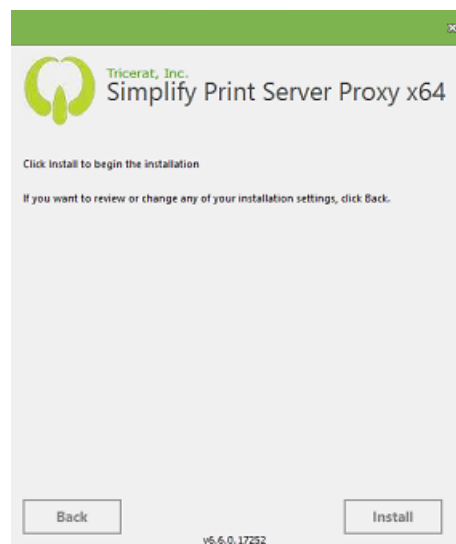 Tricerat, Inc.
Simplify Print Server Proxy x64
Click Install to begin the installation
If you want to review or change any of your installation settings, click Back.
Back
Install
v6.6.0.17252